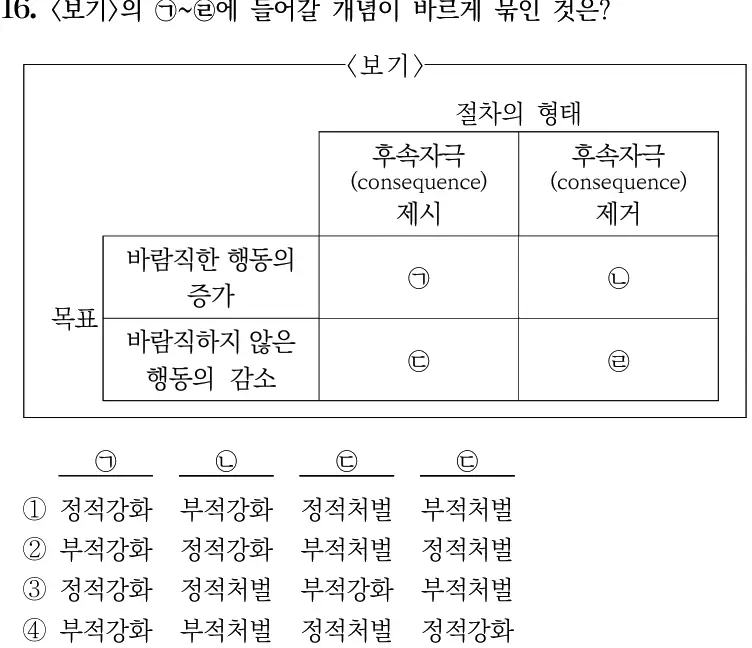 16. 〈보기〉의 ㉠~㉣에 들어갈 개념이 바르게 묶인 것은?
〈보기〉
절차의 형태
후속자극 (consequence) 제시
후속자극 (consequence) 제거
목표
바람직한 행동의 증가
㉠
㉡
바람직하지 않은 행동의 감소
㉢
㉣
㉠ ㉡ ㉢ ㉢
① 정적강화 부적강화 정적처벌 부적처벌
② 부적강화 정적강화 부적처벌 정적처벌
③ 정적강화 정적처벌 부적강화 부적처벌
④ 부적강화 부적처벌 정적처벌 정적강화